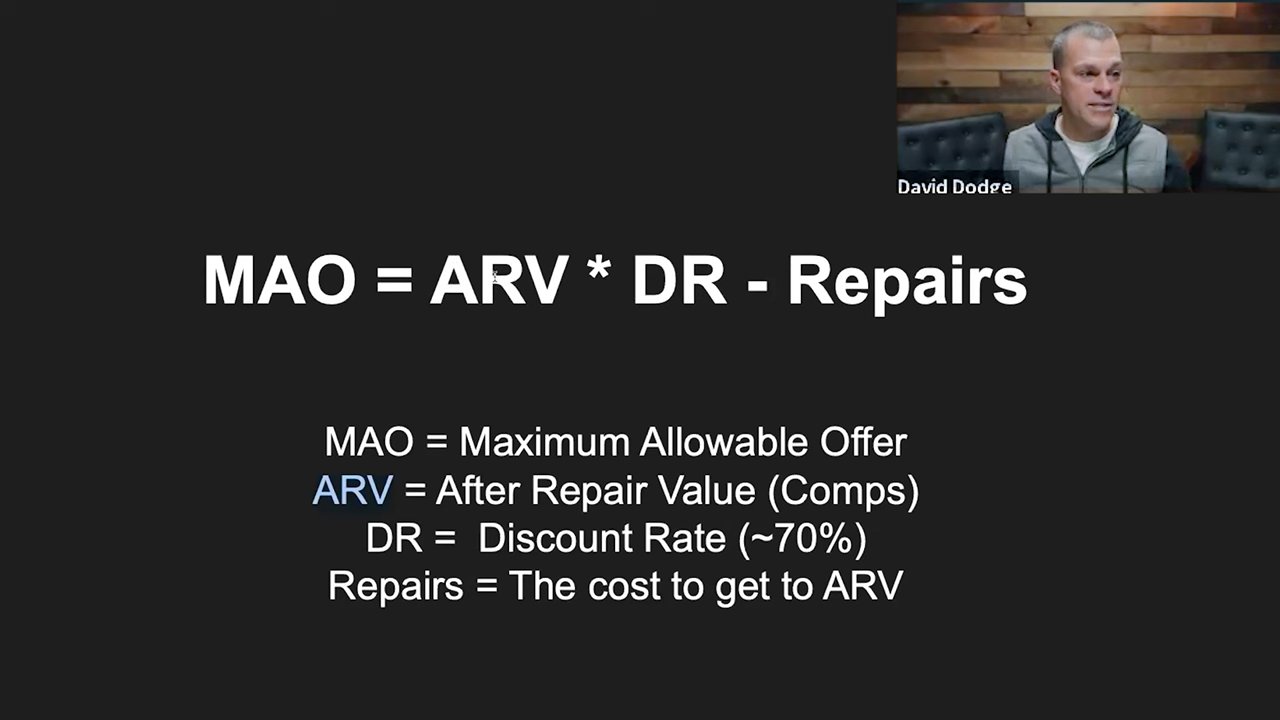 David Dodge
MAO = ARV * DR - Repairs
MAO = Maximum Allowable Offer
ARV = After Repair Value (Comps)
DR = Discount Rate (~70%)
Repairs = The cost to get to ARV